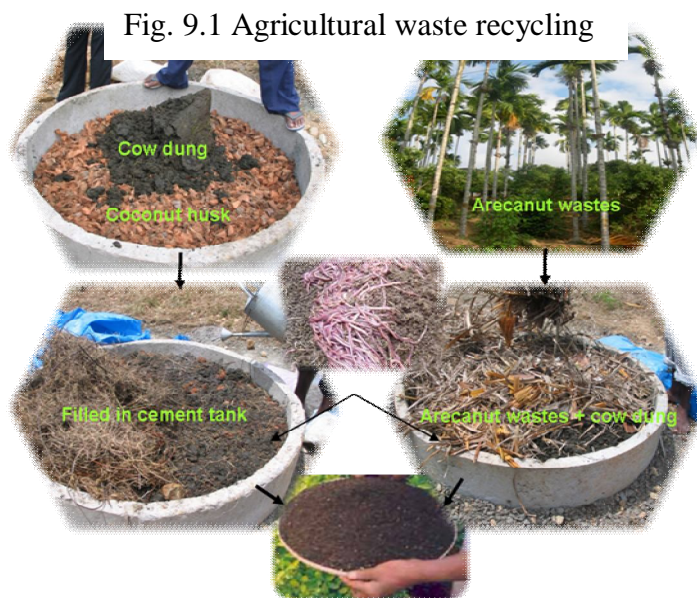 Fig. 9.1 Agricultural waste recycling
Cow dung
Coconut husk
Arecanut wastes
Filled in cement tank
Arecanut wastes + cow dung